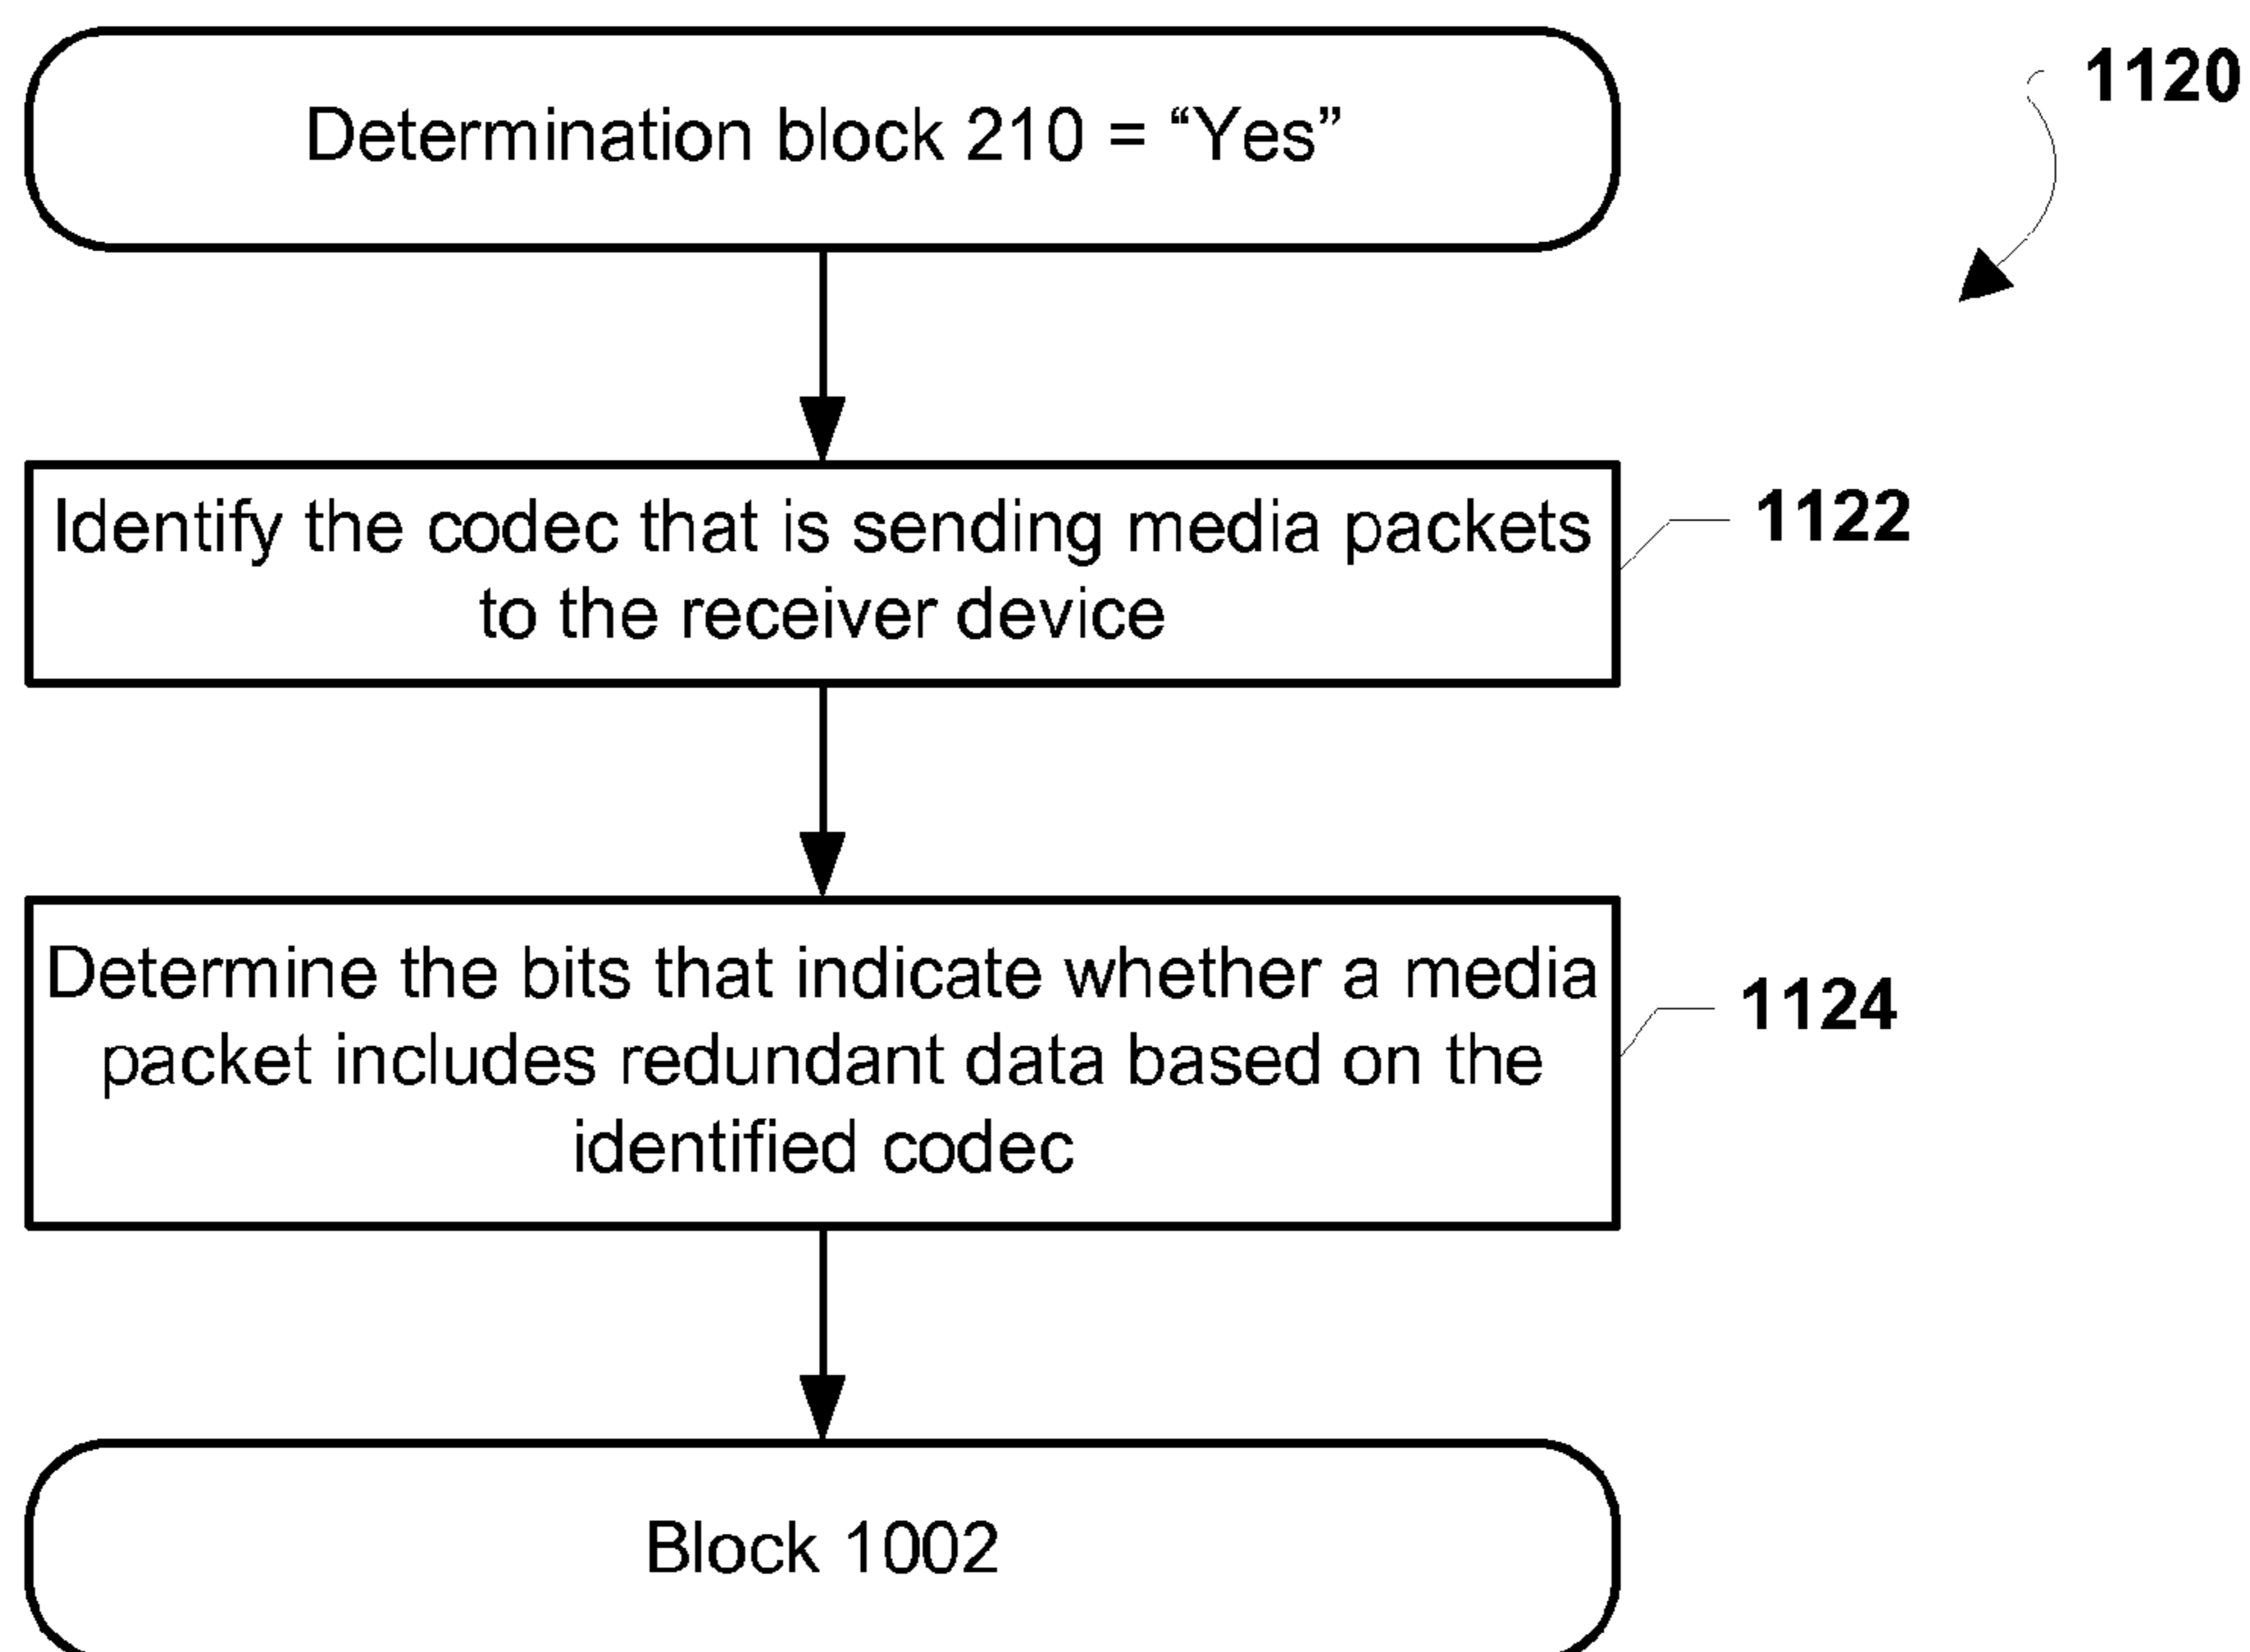 Determination block 210 = “Yes”
1120
Identify the codec that is sending media packets
to the receiver device
1122
Determine the bits that indicate whether a media
packet includes redundant data based on the
identified codec
1124
Block 1002